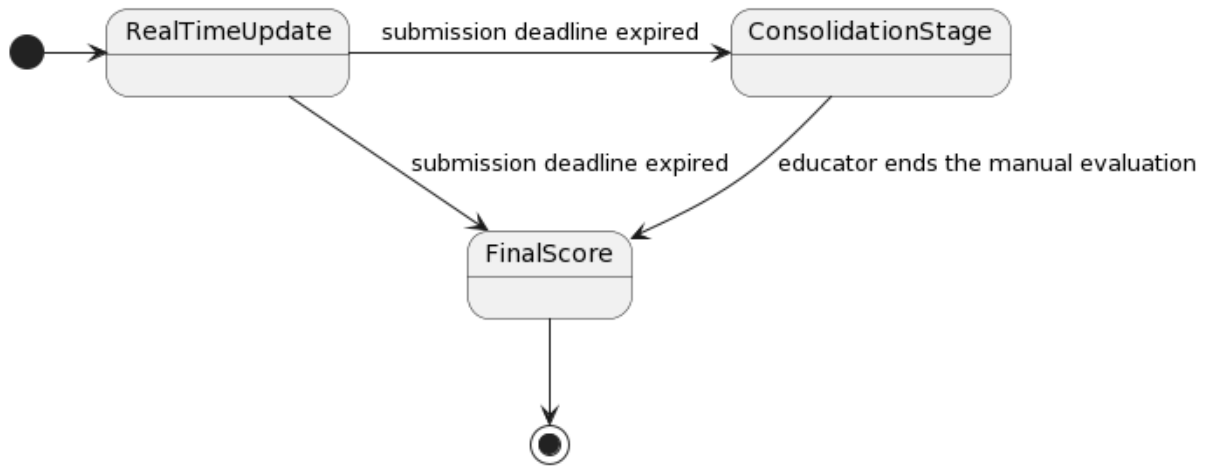 RealTimeUpdate
submission deadline expired
ConsolidationStage
submission deadline expired
educator ends the manual evaluation
FinalScore